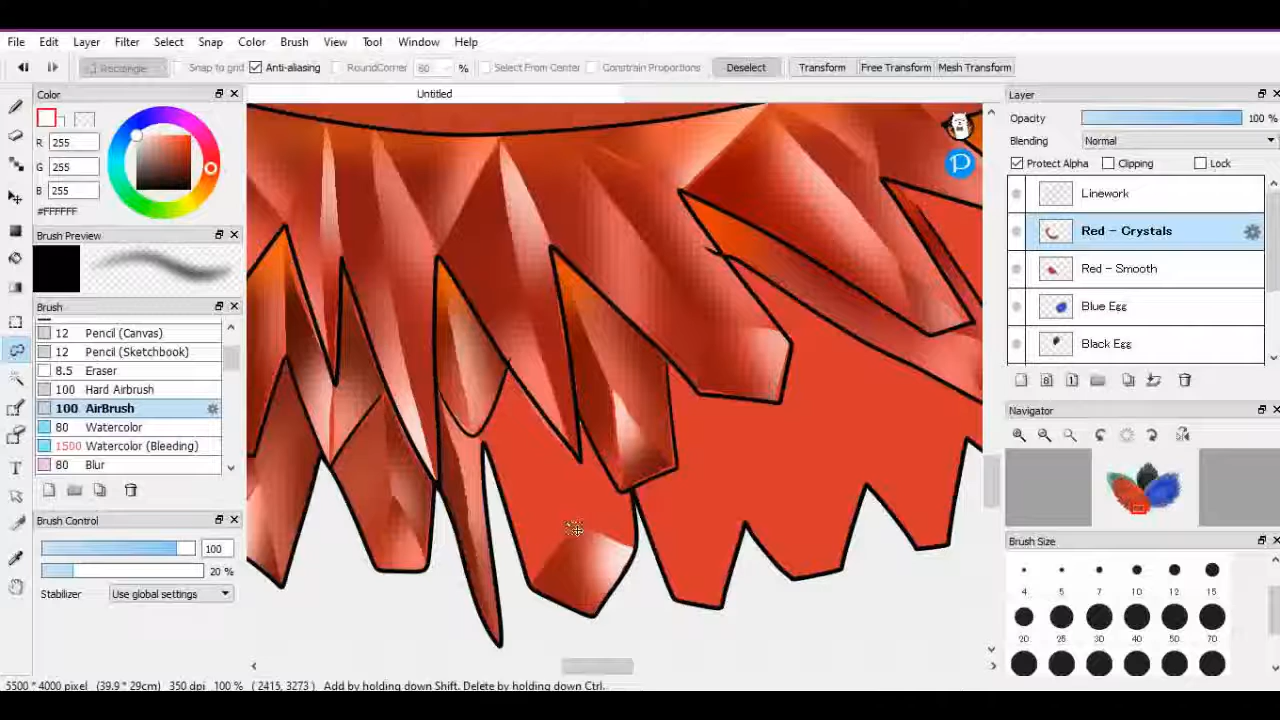 File Edit Layer Filter Select Snap Color Brush View Tool Window Help
Rectangle Snap to grid Anti-aliasing RoundCorner 60 % Select From Center Constrain Proportions Deselect Transform Free Transform Mesh Transform
Color
Untitled
Layer
R 255
G 255
B 255
#FFFFFF
Opacity 100 %
Blending Normal
Protect Alpha Clipping Lock
Linework
Red - Crystals
Red - Smooth
Blue Egg
Black Egg
Brush Preview
Brush
12 Pencil (Canvas)
12 Pencil (Sketchbook)
8.5 Eraser
100 Hard Airbrush
100 AirBrush
80 Watercolor
1500 Watercolor (Bleeding)
80 Blur
Brush Control
100
20 %
Stabilizer Use global settings
Navigator
Brush Size
4 5 7 10 12 15
20 25 30 40 50 70
5500 * 4000 pixel (39.9 * 29cm) 350 dpi 100 % ( 2415, 3273 ) Add by holding down Shift. Delete by holding down Ctrl.